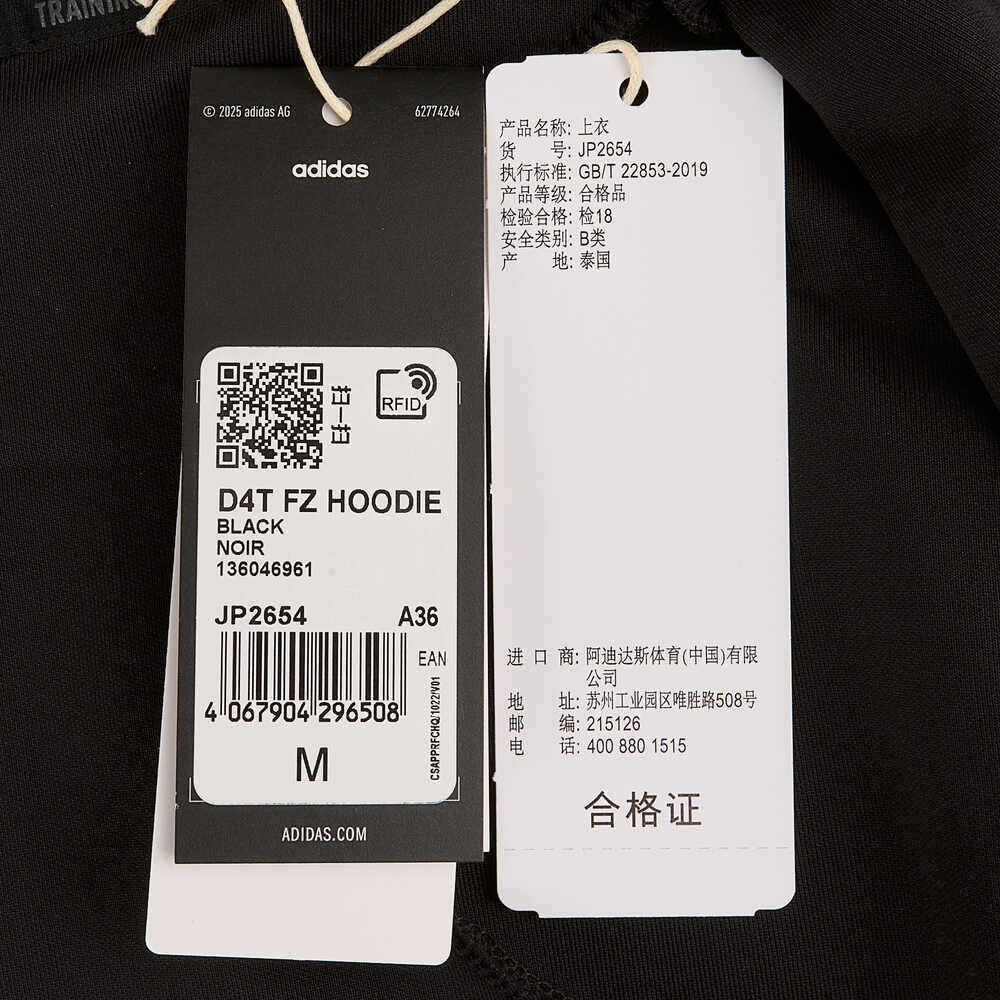 TRAINING
© 2025 adidas AG 62774264
adidas
扫一扫
RFID
D4T FZ HOODIE
BLACK
NOIR
136046961
JP2654 A36
EAN
4 067904 296508
CSAPPRFCHQ/1022/V01
M
ADIDAS.COM
产品名称: 上衣
货 号: JP2654
执行标准: GB/T 22853-2019
产品等级: 合格品
检验合格: 检18
安全类别: B类
产 地: 泰国
进 口 商: 阿迪达斯体育(中国)有限
公司
地 址: 苏州工业园区唯胜路508号
邮 编: 215126
电 话: 400 880 1515
合格证